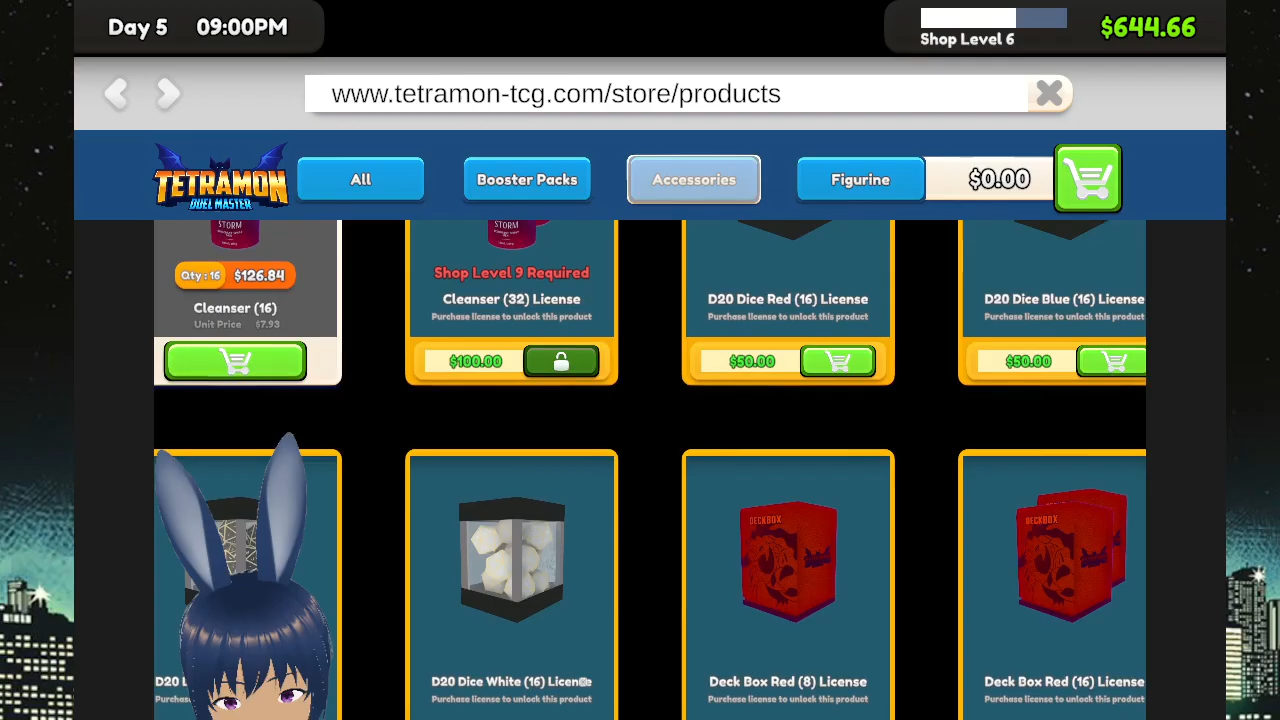 Day 5
09:00PM
Shop Level 6
$644.66
www.tetramon-tcg.com/store/products
TETRAMON
DUEL MASTER
All
Booster Packs
Accessories
Figurine
$0.00
STORM
STORM
Qty : 16
$126.84
Cleanser (16)
Unit Price $7.93
Shop Level 9 Required
Cleanser (32) License
Purchase license to unlock this product
$100.00
D20 Dice Red (16) License
Purchase license to unlock this product
$50.00
D20 Dice Blue (16) License
Purchase license to unlock this product
$50.00
D20
Purchase
D20 Dice White (16) License
Purchase license to unlock this product
DECKBOX
Deck Box Red (8) License
Purchase license to unlock this product
DECKBOX
Deck Box Red (16) License
Purchase license to unlock this product